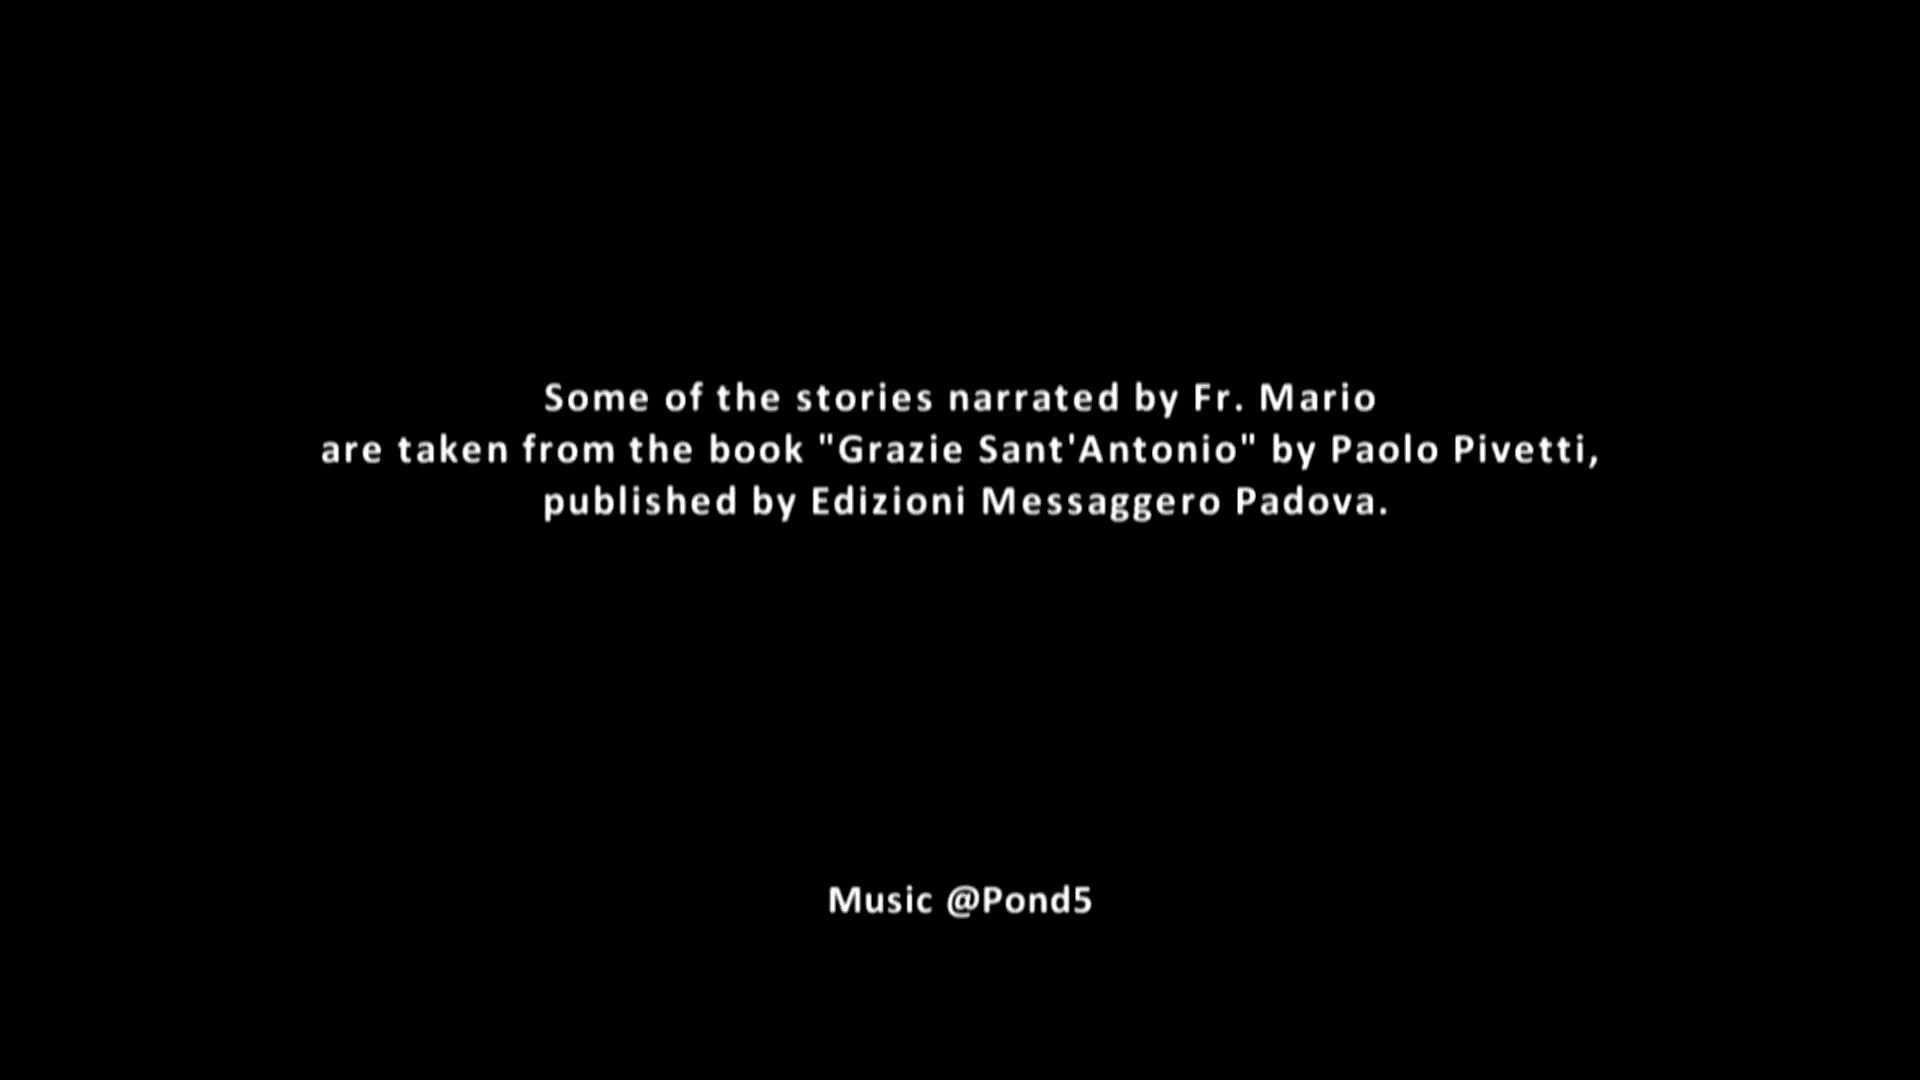 Some of the stories narrated by Fr. Mario
are taken from the book "Grazie Sant'Antonio" by Paolo Pivetti,
published by Edizioni Messaggero Padova.
Music @Pond5